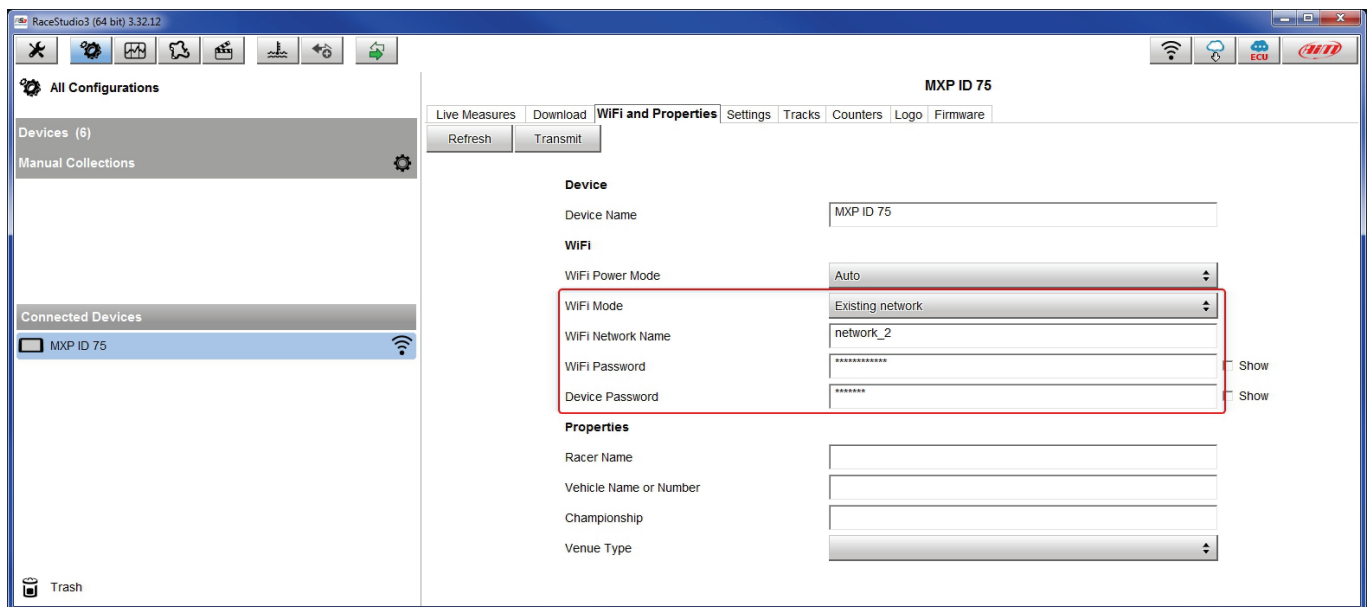 RaceStudio3 (64 bit) 3.32.12
ECU
AiM
All Configurations
MXP ID 75
Live Measures Download WiFi and Properties Settings Tracks Counters Logo Firmware
Devices (6)
Refresh Transmit
Manual Collections
Device
Device Name MXP ID 75
WiFi
WiFi Power Mode Auto
Connected Devices
WiFi Mode Existing network
MXP ID 75
WiFi Network Name network_2
WiFi Password ************ Show
Device Password ******* Show
Properties
Racer Name
Vehicle Name or Number
Championship
Venue Type
Trash